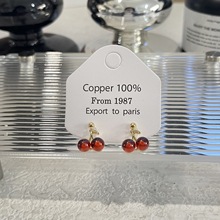 Copper 100%
From 1987
Export to paris